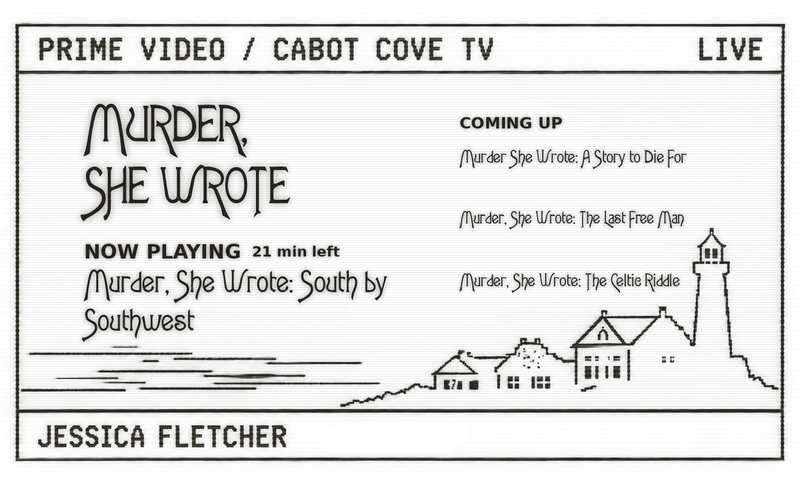 PRIME VIDEO / CABOT COVE TV LIVE
MURDER,
SHE WROTE
NOW PLAYING 21 min left
Murder, She Wrote: South by
Southwest
COMING UP
Murder She Wrote: A Story to Die For
Murder, She Wrote: The Last Free Man
Murder, She Wrote: The Celtic Riddle
JESSICA FLETCHER